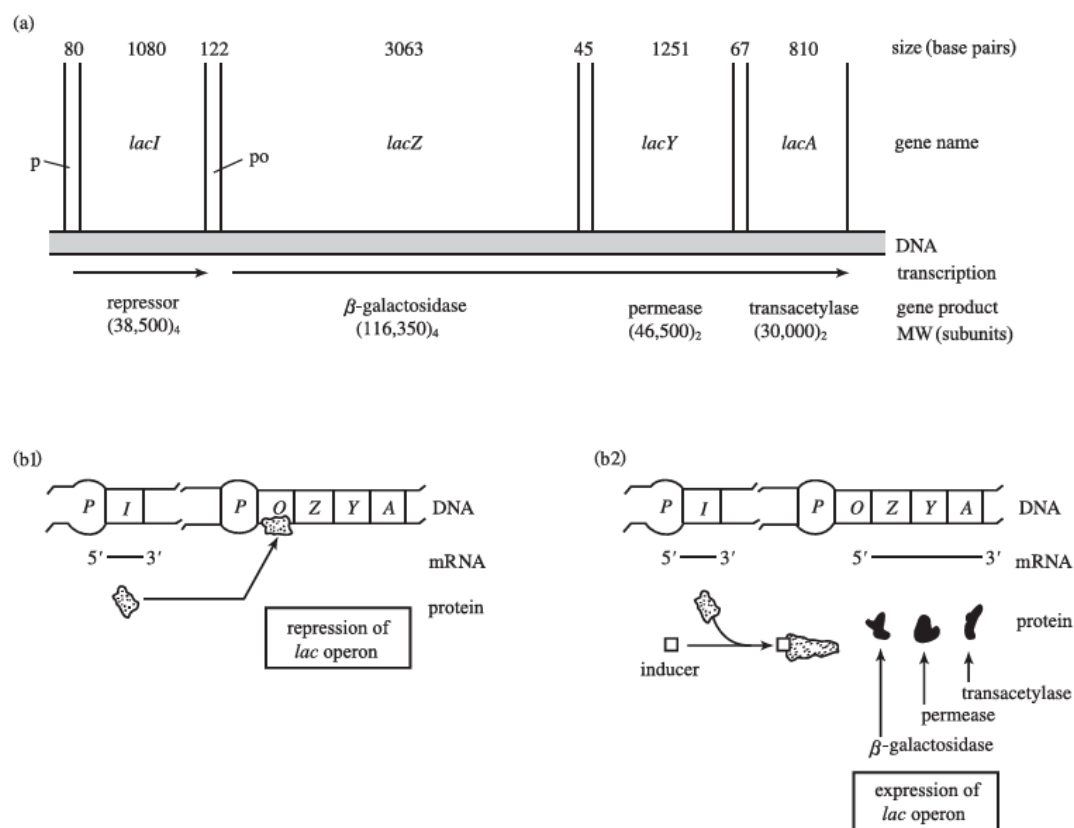 (a)
80 1080 122 3063 45 1251 67 810 size (base pairs)
lacI lacZ lacY lacA gene name
p po
DNA
transcription
repressor β-galactosidase permease transacetylase gene product
(38,500)₄ (116,350)₄ (46,500)₂ (30,000)₂ MW (subunits)
(b1)
P I P O Z Y A DNA
5′ 3′ mRNA
protein
repression of
lac operon
(b2)
P I P O Z Y A DNA
5′ 3′ 5′ 3′ mRNA
protein
inducer
transacetylase
permease
β-galactosidase
expression of
lac operon